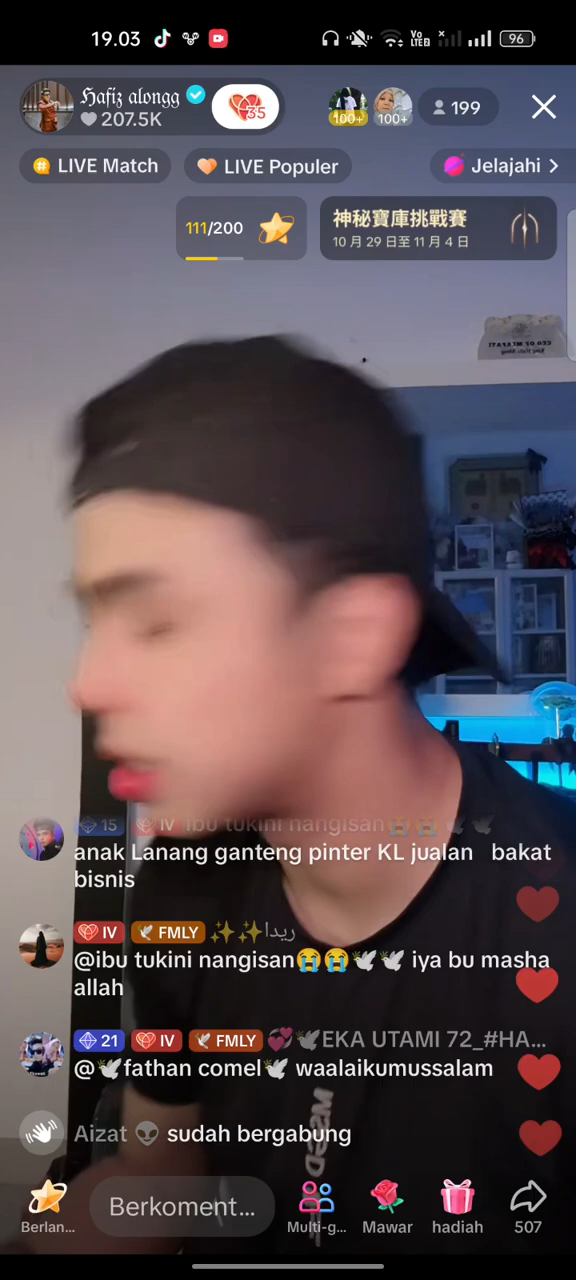 19.03
Vo
LTE2
96
Hafiz alongg
207.5K
35
100+
100+
199
LIVE Match
LIVE Populer
Jelajahi >
111/200
神秘寶庫挑戰賽
10 月 29 日至 11 月 4 日
15 IV ibu tukini nangisan😭😭🕊🕊
anak Lanang ganteng pinter KL jualan bakat
bisnis
IV FMLY ✨✨ريدا
@ibu tukini nangisan😭😭🕊🕊 iya bu masha
allah
21 IV FMLY 💞🕊EKA UTAMI 72_#HA...
@🕊fathan comel🕊 waalaikumussalam
Aizat 👽 sudah bergabung
Berlan...
Berkoment...
Multi-g...
Mawar
hadiah
507